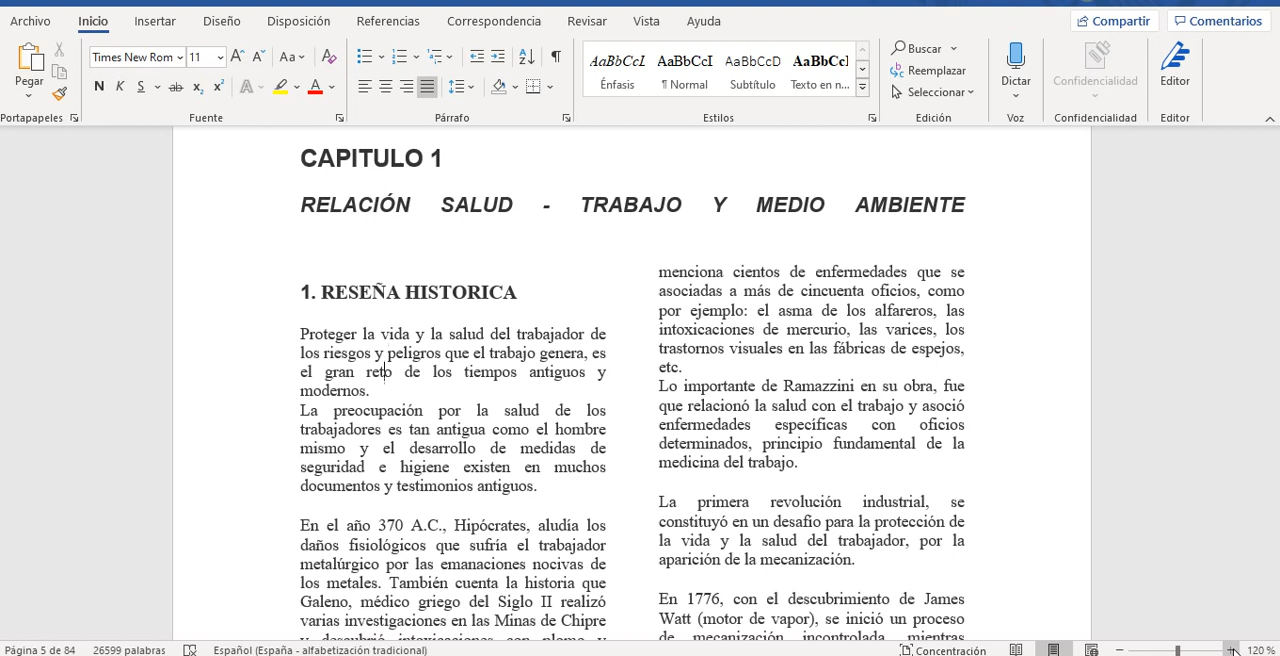 Archivo Inicio Insertar Diseño Disposición Referencias Correspondencia Revisar Vista Ayuda Compartir Comentarios
Times New Rom 11 Aa
Pegar
N K S ab x₂ x² A A
AaBbCcI AaBbCcI AaBbCcD AaBbCcI
Énfasis ¶ Normal Subtítulo Texto en n...
Buscar
Reemplazar
Seleccionar
Dictar Confidencialidad Editor
Portapapeles Fuente Párrafo Estilos Edición Voz Confidencialidad Editor
CAPITULO 1
RELACIÓN SALUD - TRABAJO Y MEDIO AMBIENTE
1. RESEÑA HISTORICA
Proteger la vida y la salud del trabajador de
los riesgos y peligros que el trabajo genera, es
el gran reto de los tiempos antiguos y
modernos.
La preocupación por la salud de los
trabajadores es tan antigua como el hombre
mismo y el desarrollo de medidas de
seguridad e higiene existen en muchos
documentos y testimonios antiguos.
En el año 370 A.C., Hipócrates, aludía los
daños fisiológicos que sufría el trabajador
metalúrgico por las emanaciones nocivas de
los metales. También cuenta la historia que
Galeno, médico griego del Siglo II realizó
varias investigaciones en las Minas de Chipre
y descubrió intoxicaciones con plomo y
menciona cientos de enfermedades que se
asociadas a más de cincuenta oficios, como
por ejemplo: el asma de los alfareros, las
intoxicaciones de mercurio, las varices, los
trastornos visuales en las fábricas de espejos,
etc.
Lo importante de Ramazzini en su obra, fue
que relacionó la salud con el trabajo y asoció
enfermedades específicas con oficios
determinados, principio fundamental de la
medicina del trabajo.
La primera revolución industrial, se
constituyó en un desafío para la protección de
la vida y la salud del trabajador, por la
aparición de la mecanización.
En 1776, con el descubrimiento de James
Watt (motor de vapor), se inició un proceso
de mecanización incontrolada, mientras
Página 5 de 84 26599 palabras Español (España - alfabetización tradicional) Concentración 120 %